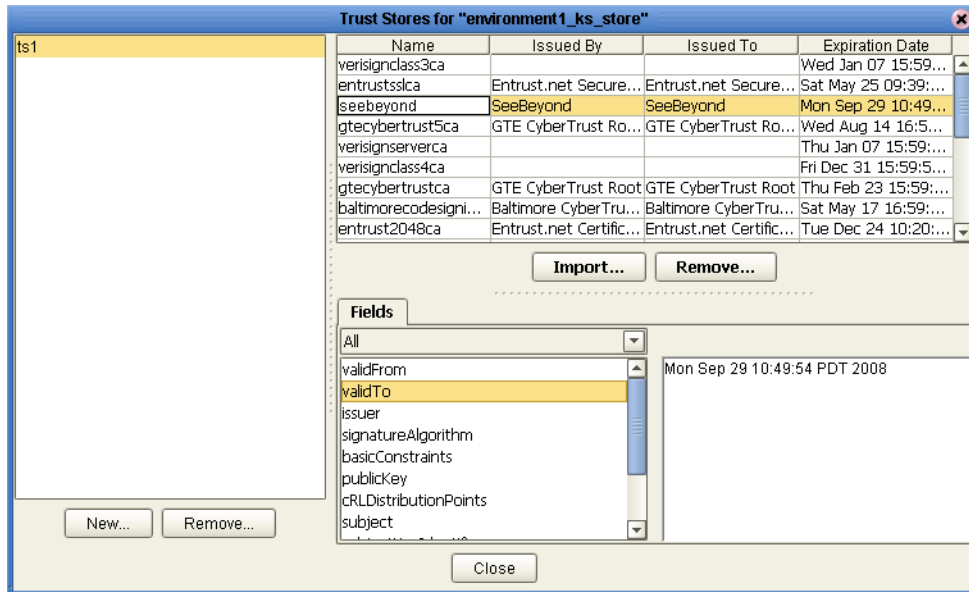 Trust Stores for "environment1_ks_store"
ts1
Name Issued By Issued To Expiration Date
verisignclass3ca Wed Jan 07 15:59...
entrustsslca Entrust.net Secure... Entrust.net Secure... Sat May 25 09:39:...
seebeyond SeeBeyond SeeBeyond Mon Sep 29 10:49...
gtecybertrust5ca GTE CyberTrust Ro... GTE CyberTrust Ro... Wed Aug 14 16:5...
verisignserverca Thu Jan 07 15:59:...
verisignclass4ca Fri Dec 31 15:59:5...
gtecybertrustca GTE CyberTrust Root GTE CyberTrust Root Thu Feb 23 15:59:...
baltimorecodesigni... Baltimore CyberTru... Baltimore CyberTru... Sat May 17 16:59:...
entrust2048ca Entrust.net Certific... Entrust.net Certific... Tue Dec 24 10:20:...
Import... Remove...
Fields
All
validFrom
validTo
issuer
signatureAlgorithm
basicConstraints
publicKey
cRLDistributionPoints
subject
Mon Sep 29 10:49:54 PDT 2008
New... Remove...
Close